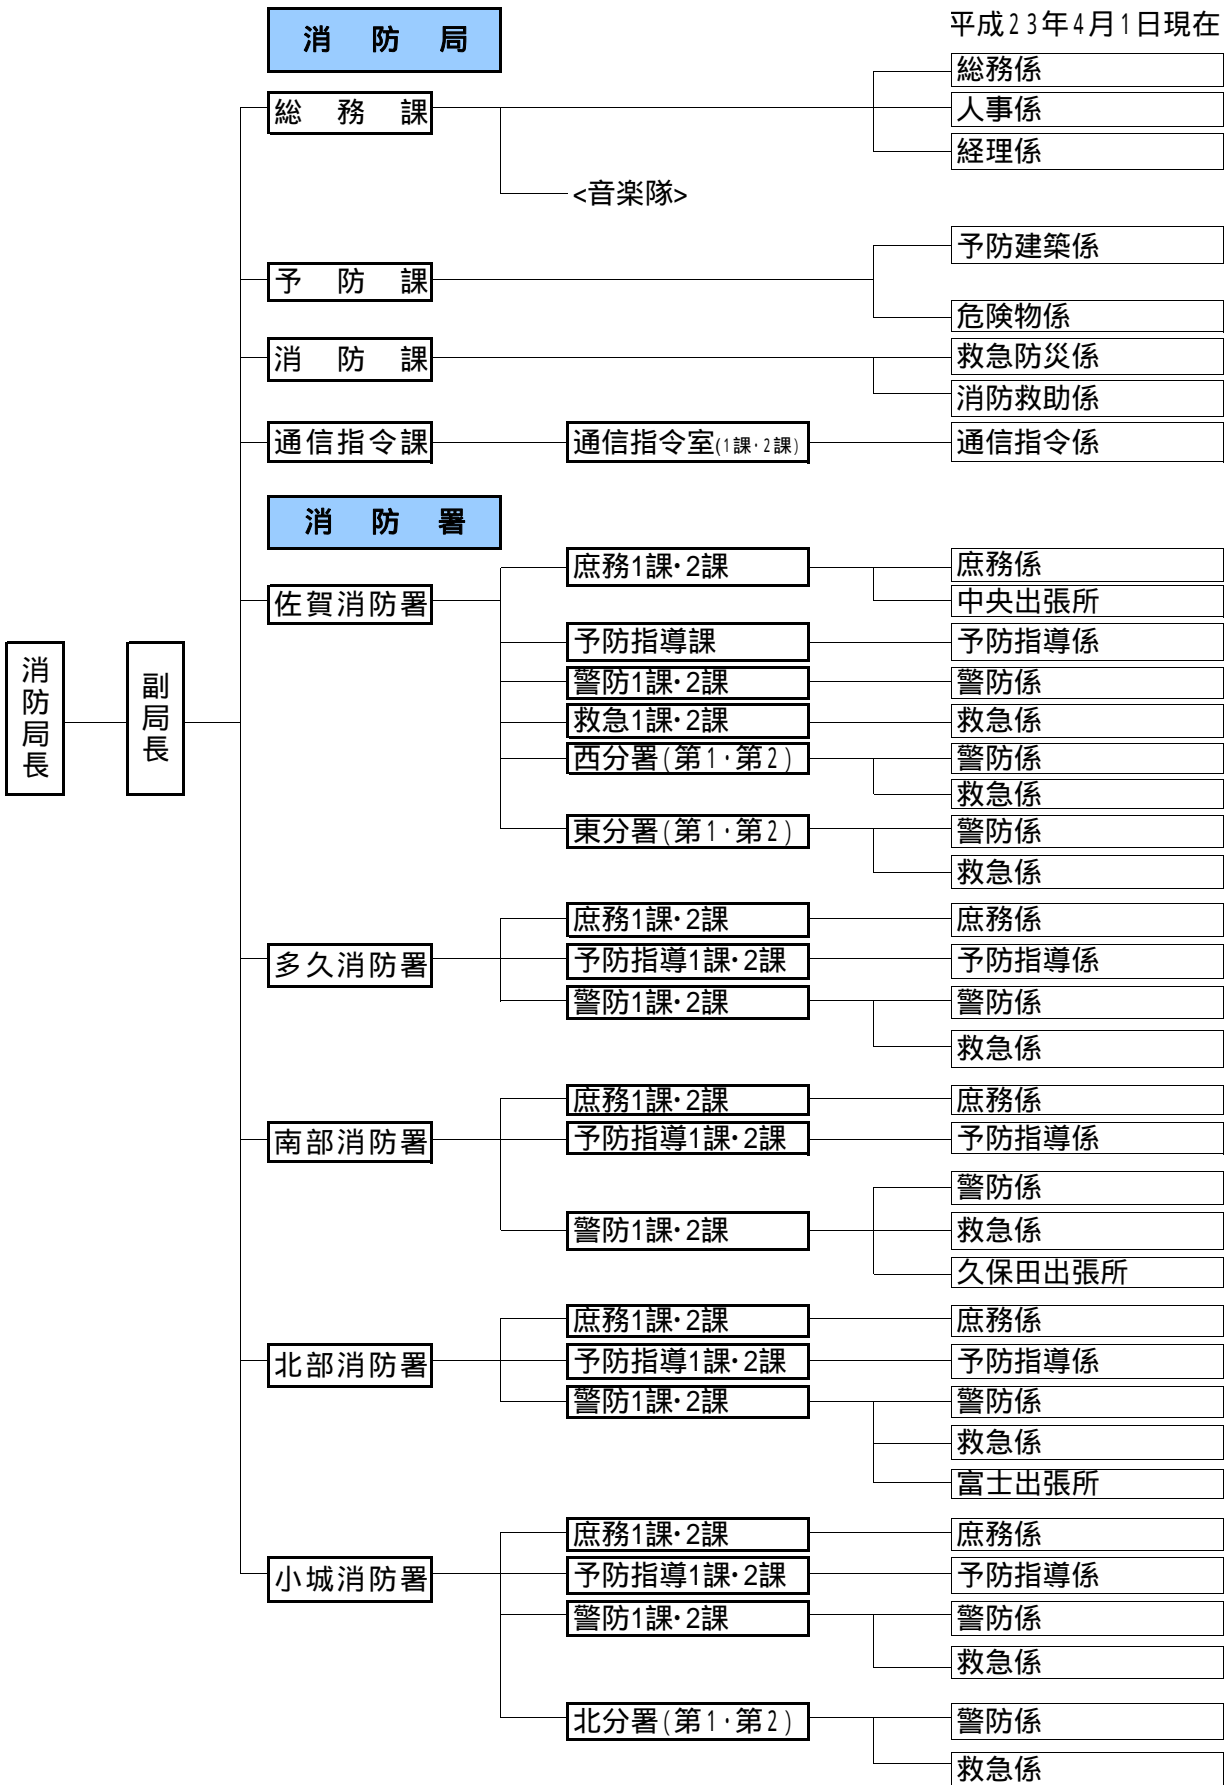 平成23年4月1日現在
消防局
総務係
総務課
人事係
経理係
<音楽隊>
予防建築係
予防課
危険物係
消防課
救急防災係
消防救助係
通信指令課
通信指令室(1課・2課)
通信指令係
消防署
佐賀消防署
庶務1課・2課
庶務係
中央出張所
予防指導課
予防指導係
警防1課・2課
警防係
救急1課・2課
救急係
西分署(第1・第2)
警防係
救急係
東分署(第1・第2)
警防係
救急係
消防局長
副局長
多久消防署
庶務1課・2課
庶務係
予防指導1課・2課
予防指導係
警防1課・2課
警防係
救急係
南部消防署
庶務1課・2課
庶務係
予防指導1課・2課
予防指導係
警防1課・2課
警防係
救急係
久保田出張所
北部消防署
庶務1課・2課
庶務係
予防指導1課・2課
予防指導係
警防1課・2課
警防係
救急係
富士出張所
小城消防署
庶務1課・2課
庶務係
予防指導1課・2課
予防指導係
警防1課・2課
警防係
救急係
北分署(第1・第2)
警防係
救急係